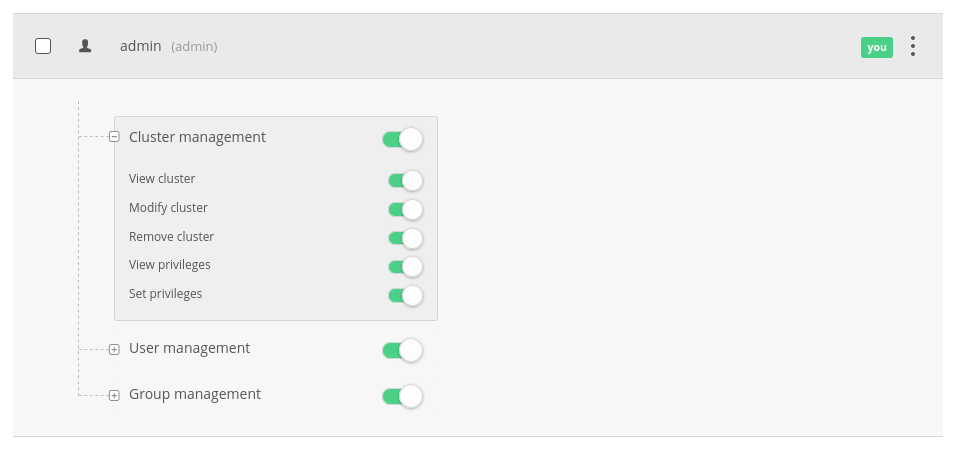 admin (admin) you
Cluster management
View cluster
Modify cluster
Remove cluster
View privileges
Set privileges
User management
Group management